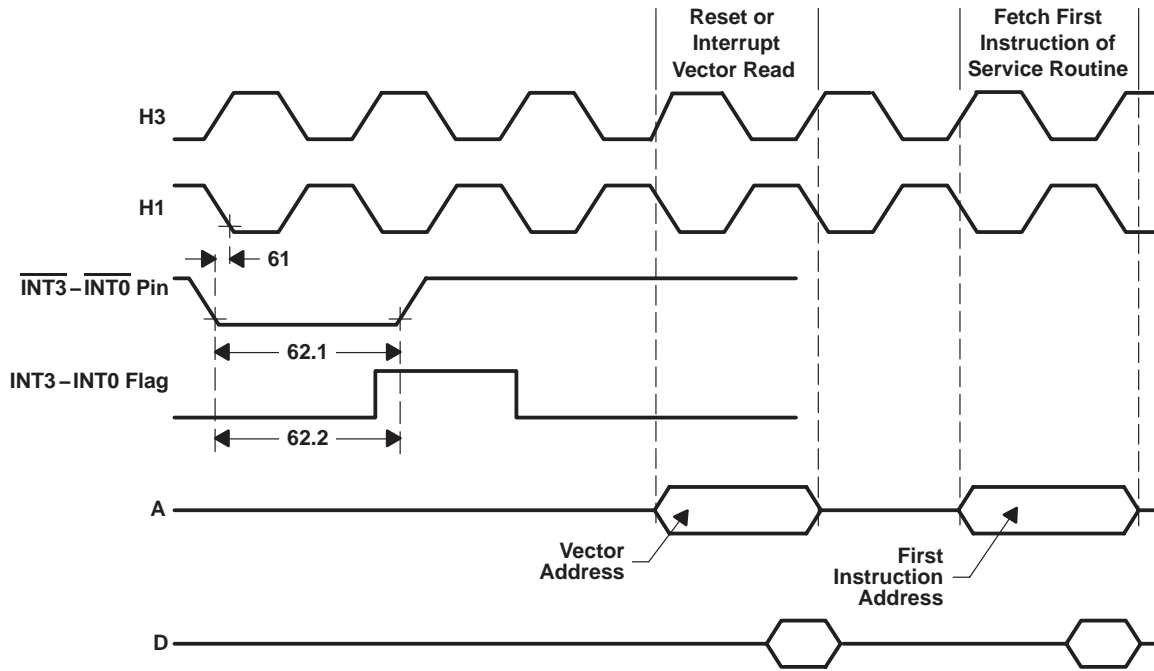 Reset or
Interrupt
Vector Read
Fetch First
Instruction of
Service Routine
H3
H1
61
INT3–INT0 Pin
62.1
INT3–INT0 Flag
62.2
A
Vector
Address
First
Instruction
Address
D